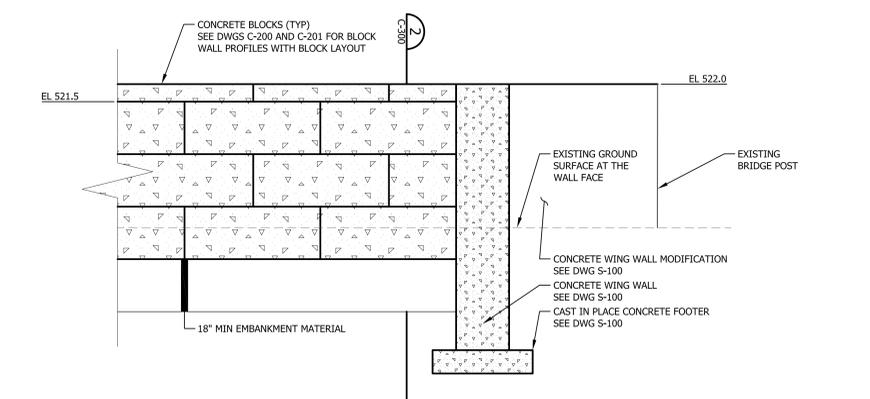 CONCRETE BLOCKS (TYP)
SEE DWGS C-200 AND C-201 FOR BLOCK
WALL PROFILES WITH BLOCK LAYOUT
2
C-300
EL 522.0
EL 521.5
EXISTING GROUND
SURFACE AT THE
WALL FACE
EXISTING
BRIDGE POST
CONCRETE WING WALL MODIFICATION
SEE DWG S-100
CONCRETE WING WALL
SEE DWG S-100
CAST IN PLACE CONCRETE FOOTER
SEE DWG S-100
18" MIN EMBANKMENT MATERIAL